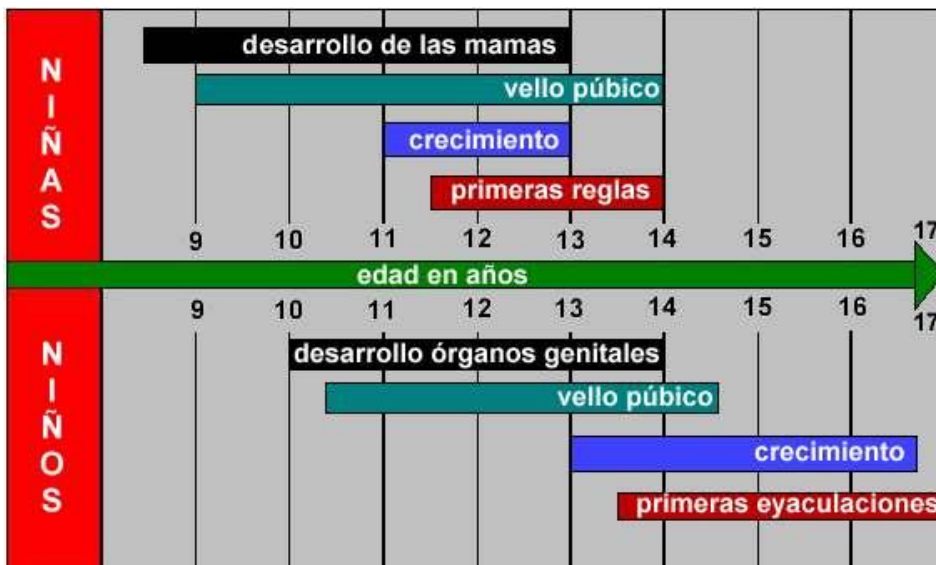 NIÑAS
desarrollo de las mamas
vello púbico
crecimiento
primeras reglas
9 10 11 12 13 14 15 16 17
edad en años
9 10 11 12 13 14 15 16 17
NIÑOS
desarrollo órganos genitales
vello púbico
crecimiento
primeras eyaculaciones